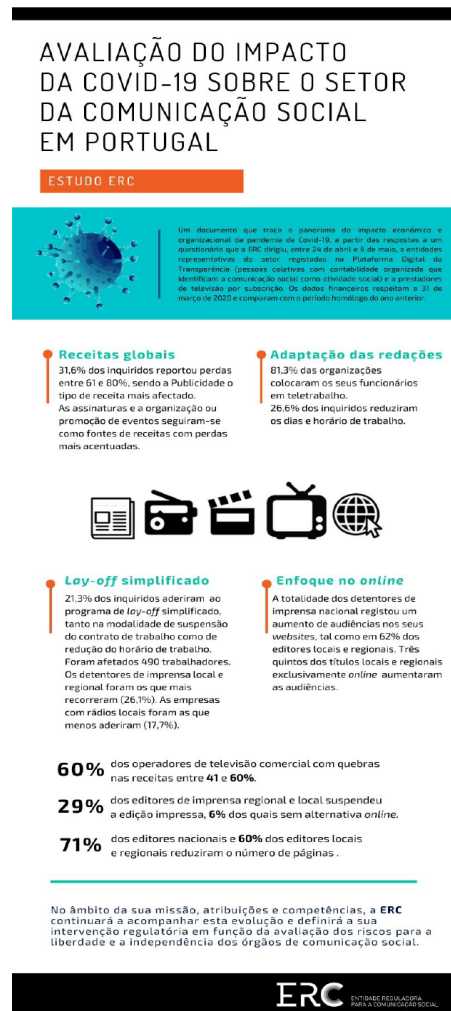 AVALIAÇÃO DO IMPACTO
DA COVID-19 SOBRE O SETOR
DA COMUNICAÇÃO SOCIAL
EM PORTUGAL
ESTUDO ERC
Um documento que traça o panorama do impacto económico e
organizacional da pandemia de Covid-19, a partir das respostas a um
questionário que a ERC dirigiu, entre 24 de abril e 6 de maio, a entidades
representativas do setor registadas na Plataforma Digital da
Transparência (pessoas coletivas com contabilidade organizada que
identificam a comunicação social como atividade social) e a prestadores
de televisão por subscrição. Os dados financeiros respeitam a 31 de
março de 2020 e comparam com o período homólogo do ano anterior.
Receitas globais
31,6% dos inquiridos reportou perdas
entre 61 e 80%, sendo a Publicidade o
tipo de receita mais afectado.
As assinaturas e a organização ou
promoção de eventos seguiram-se
como fontes de receitas com perdas
mais acentuadas.
Adaptação das redações
81,3% das organizações
colocaram os seus funcionários
em teletrabalho.
26,6% dos inquiridos reduziram
os dias e horário de trabalho.
Lay-off simplificado
21,3% dos inquiridos aderiram ao
programa de lay-off simplificado,
tanto na modalidade de suspensão
do contrato de trabalho como de
redução do horário de trabalho.
Foram afetados 490 trabalhadores.
Os detentores de imprensa local e
regional foram os que mais
recorreram (26,1%). As empresas
com rádios locais foram as que
menos aderiram (17,7%).
Enfoque no online
A totalidade dos detentores de
imprensa nacional registou um
aumento de audiências nos seus
websites, tal como em 62% dos
editores locais e regionais. Três
quintos dos títulos locais e regionais
exclusivamente online aumentaram
as audiências.
60% dos operadores de televisão comercial com quebras
nas receitas entre 41 e 60%.
29% dos editores de imprensa regional e local suspendeu
a edição impressa, 6% dos quais sem alternativa online.
71% dos editores nacionais e 60% dos editores locais
e regionais reduziram o número de páginas .
No âmbito da sua missão, atribuições e competências, a ERC
continuará a acompanhar esta evolução e definirá a sua
intervenção regulatória em função da avaliação dos riscos para a
liberdade e a independência dos órgãos de comunicação social.
ERC ENTIDADE REGULADORA
PARA A COMUNICAÇÃO SOCIAL